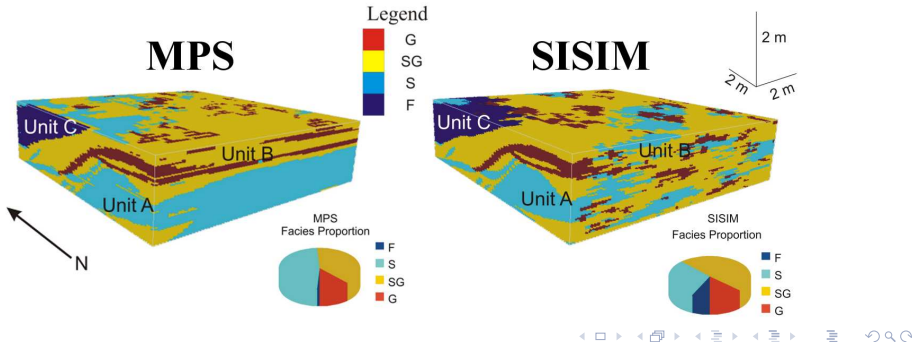 Legend
G
SG
S
F
MPS
SISIM
2 m
2 m
2 m
Unit C
Unit B
Unit A
N
MPS
Facies Proportion
F
S
SG
G
Unit C
Unit B
Unit A
SISIM
Facies Proportion
F
S
SG
G